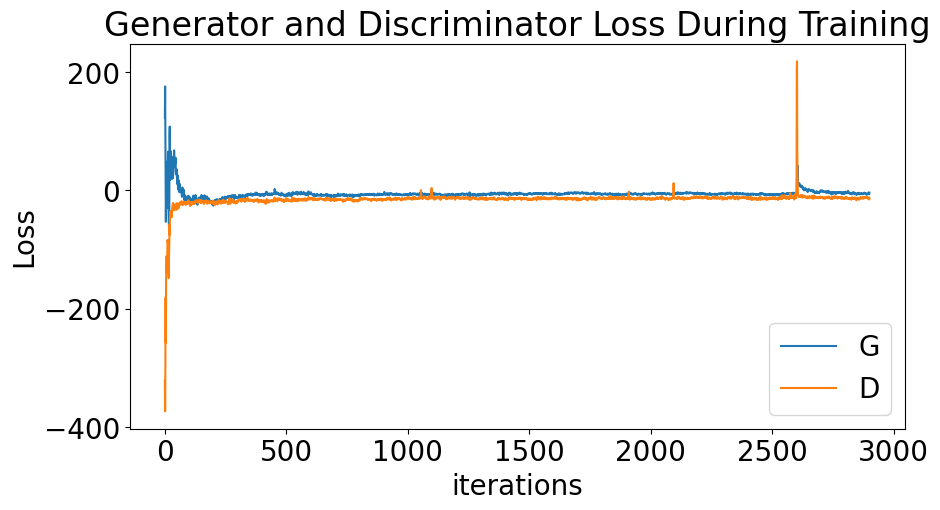 Generator and Discriminator Loss During Training
200
0
−200
−400
Loss
0 500 1000 1500 2000 2500 3000
iterations
G
D